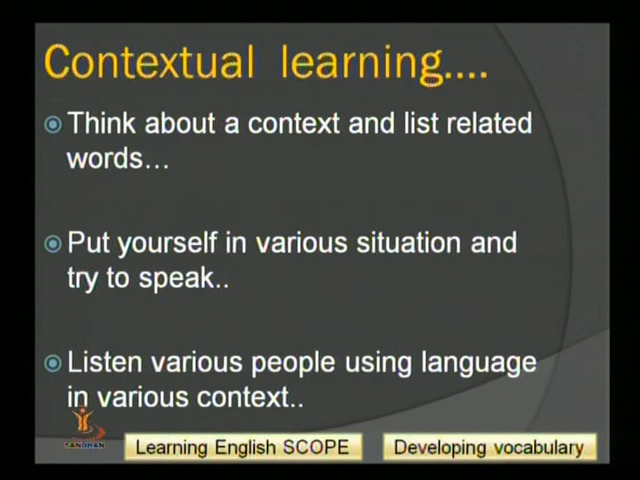 Contextual learning....
Think about a context and list related
words...
Put yourself in various situation and
try to speak..
Listen various people using language
in various context..
SANDHAN
Learning English SCOPE
Developing vocabulary